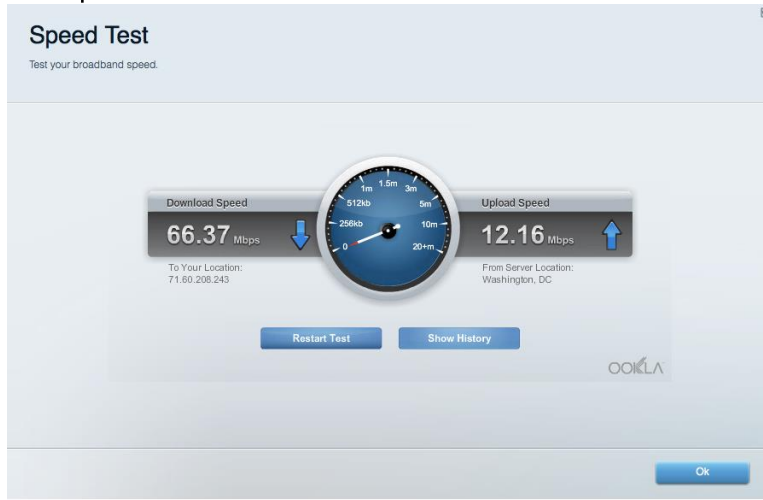 Speed Test
Test your broadband speed.
Download Speed
66.37 Mbps
To Your Location:
71.60.208.243
0
256kb
512kb
1m
1.5m
3m
5m
10m
20+m
Upload Speed
12.16 Mbps
From Server Location:
Washington, DC
Restart Test
Show History
OOKLA
Ok